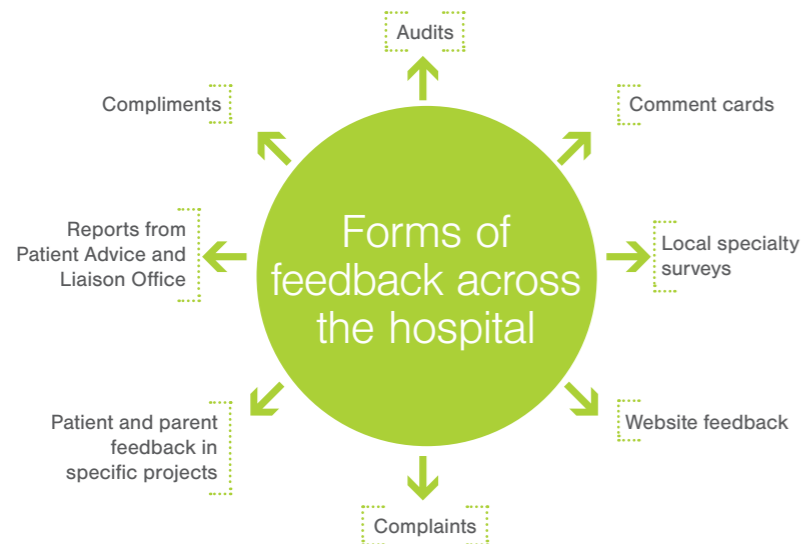 Audits
Compliments
Comment cards
Forms of
feedback across
the hospital
Reports from
Patient Advice and
Liaison Office
Local specialty
surveys
Patient and parent
feedback in
specific projects
Website feedback
Complaints